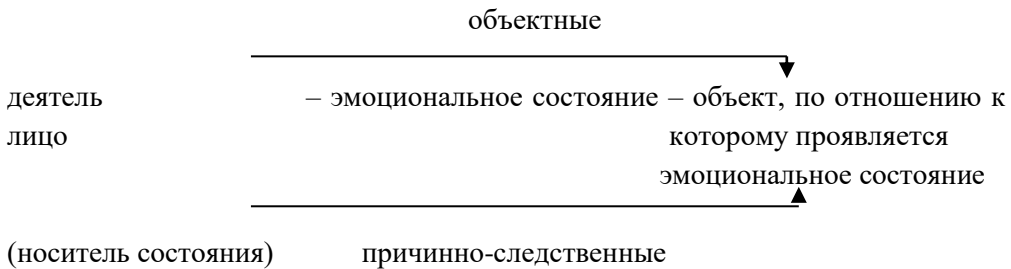 объектные
деятель – эмоциональное состояние – объект, по отношению к
лицо которому проявляется
эмоциональное состояние
(носитель состояния) причинно-следственные